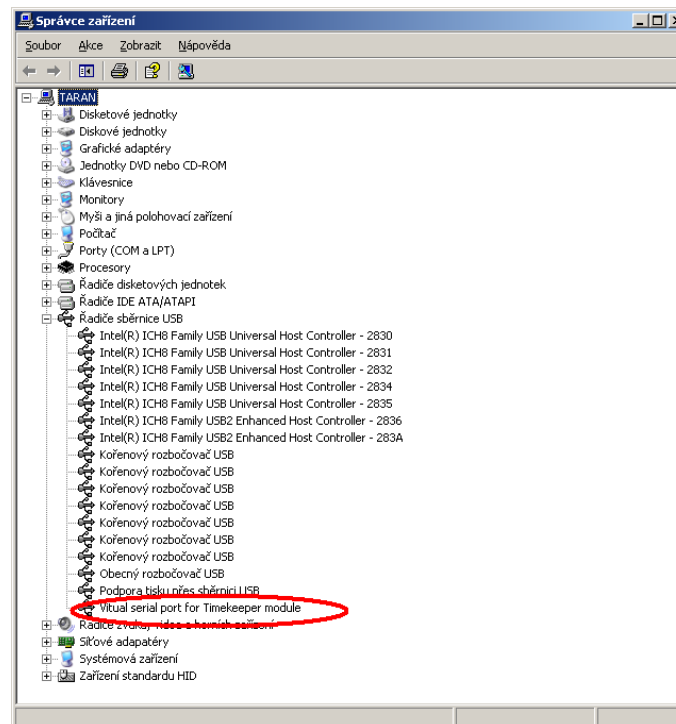 Správce zařízení
Soubor Akce Zobrazit Nápověda
TARAN
Disketové jednotky
Diskové jednotky
Grafické adaptéry
Jednotky DVD nebo CD-ROM
Klávesnice
Monitory
Myši a jiná polohovací zařízení
Počítač
Porty (COM a LPT)
Procesory
Řadiče disketových jednotek
Řadiče IDE ATA/ATAPI
Řadiče sběrnice USB
Intel(R) ICH8 Family USB Universal Host Controller - 2830
Intel(R) ICH8 Family USB Universal Host Controller - 2831
Intel(R) ICH8 Family USB Universal Host Controller - 2832
Intel(R) ICH8 Family USB Universal Host Controller - 2834
Intel(R) ICH8 Family USB Universal Host Controller - 2835
Intel(R) ICH8 Family USB2 Enhanced Host Controller - 2836
Intel(R) ICH8 Family USB2 Enhanced Host Controller - 283A
Kořenový rozbočovač USB
Kořenový rozbočovač USB
Kořenový rozbočovač USB
Kořenový rozbočovač USB
Kořenový rozbočovač USB
Kořenový rozbočovač USB
Kořenový rozbočovač USB
Obecný rozbočovač USB
Podpora tisku přes sběrnici USB
Vitual serial port for Timekeeper module
Řadiče zvuku, videa a herních zařízení
Síťové adapatéry
Systémová zařízení
Zařízení standardu HID